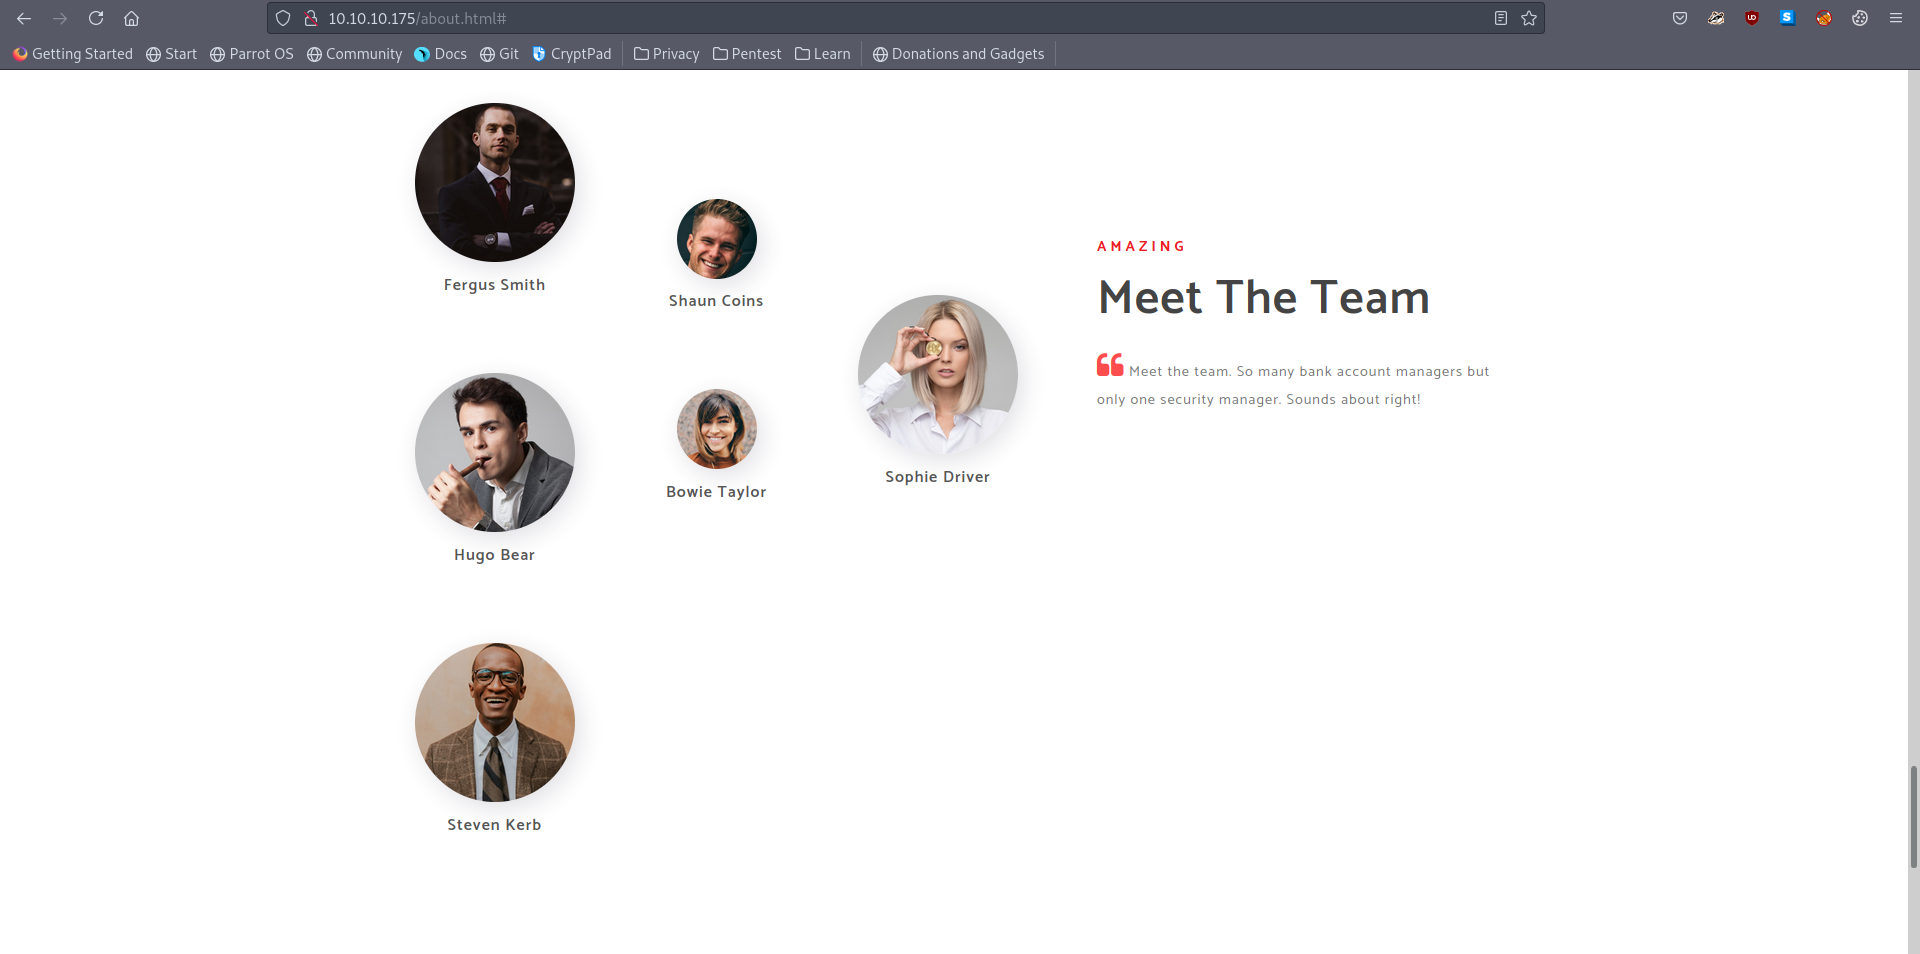 10.10.10.175/about.html#
Getting Started Start Parrot OS Community Docs Git CryptPad Privacy Pentest Learn Donations and Gadgets
Fergus Smith
Shaun Coins
Hugo Bear
Bowie Taylor
Sophie Driver
Steven Kerb
AMAZING
Meet The Team
Meet the team. So many bank account managers but
only one security manager. Sounds about right!